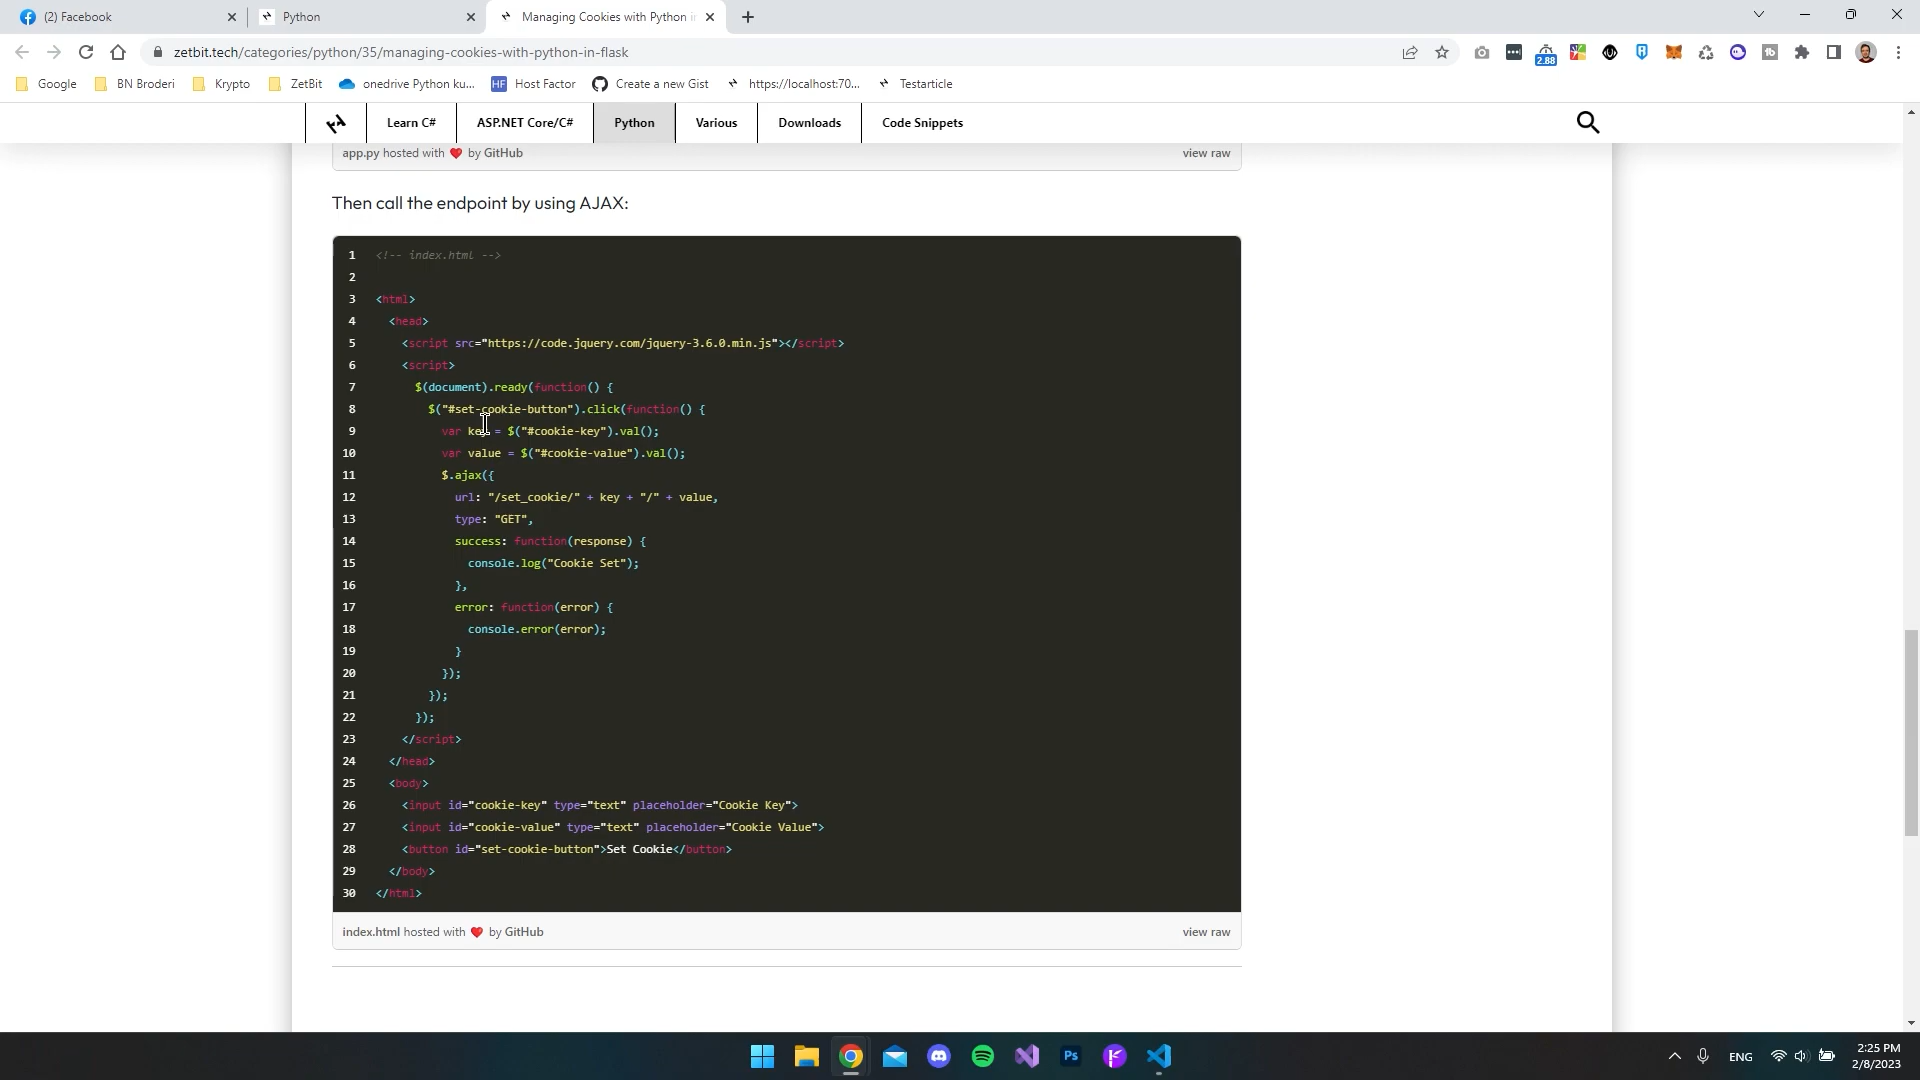 (2) Facebook
Python
Managing Cookies with Python in
zetbit.tech/categories/python/35/managing-cookies-with-python-in-flask
2.88
Google
BN Broderi
Krypto
ZetBit
onedrive Python ku...
HF Host Factor
Create a new Gist
https://localhost:70...
Testarticle
Learn C#
ASP.NET Core/C#
Python
Various
Downloads
Code Snippets
app.py hosted with ❤ by GitHub
view raw
Then call the endpoint by using AJAX:
1 <!-- index.html -->
2
3 <html>
4 <head>
5 <script src="https://code.jquery.com/jquery-3.6.0.min.js"></script>
6 <script>
7 $(document).ready(function() {
8 $("#set-cookie-button").click(function() {
9 var key = $("#cookie-key").val();
10 var value = $("#cookie-value").val();
11 $.ajax({
12 url: "/set_cookie/" + key + "/" + value,
13 type: "GET",
14 success: function(response) {
15 console.log("Cookie Set");
16 },
17 error: function(error) {
18 console.error(error);
19 }
20 });
21 });
22 });
23 </script>
24 </head>
25 <body>
26 <input id="cookie-key" type="text" placeholder="Cookie Key">
27 <input id="cookie-value" type="text" placeholder="Cookie Value">
28 <button id="set-cookie-button">Set Cookie</button>
29 </body>
30 </html>
index.html hosted with ❤ by GitHub
view raw
Ps
ENG
2:25 PM
2/8/2023